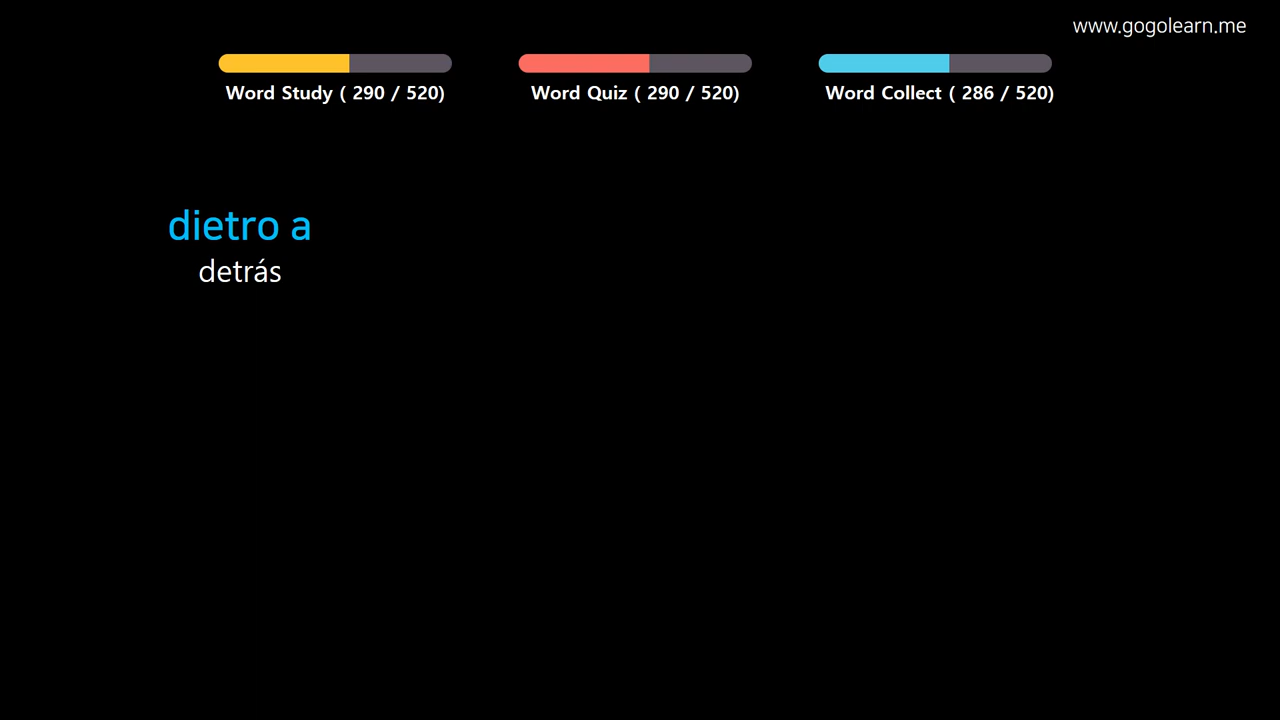 www.gogolearn.me
Word Study ( 290 / 520)
Word Quiz ( 290 / 520)
Word Collect ( 286 / 520)
dietro a
detrás